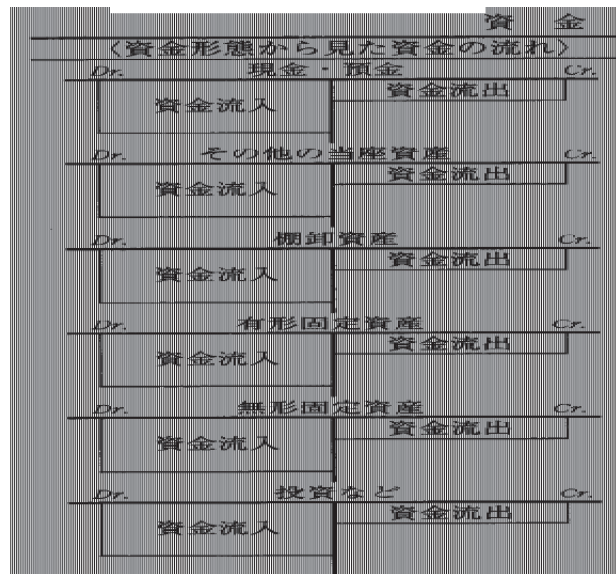 資　金
〈資金形態から見た資金の流れ〉
Dr. 現金・預金 Cr.
資金流入 資金流出
Dr. その他の当座資産 Cr.
資金流入 資金流出
Dr. 棚卸資産 Cr.
資金流入 資金流出
Dr. 有形固定資産 Cr.
資金流入 資金流出
Dr. 無形固定資産 Cr.
資金流入 資金流出
Dr. 投資など Cr.
資金流入 資金流出